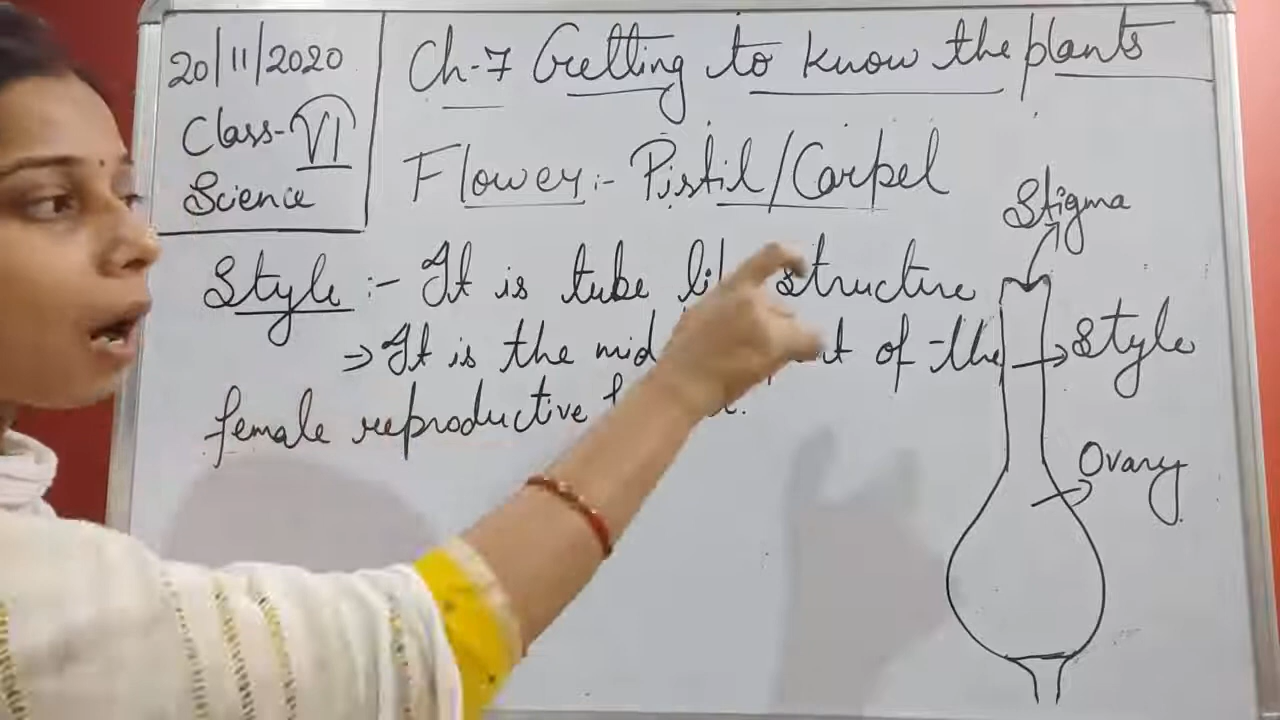 20/11/2020
Class-VI
Science
Ch-7 Getting to know the plants
Flower:- Pistil/Carpel
Style:- It is tube structure
⇒ It is the of the
female reproductive
Stigma
Style
Ovary